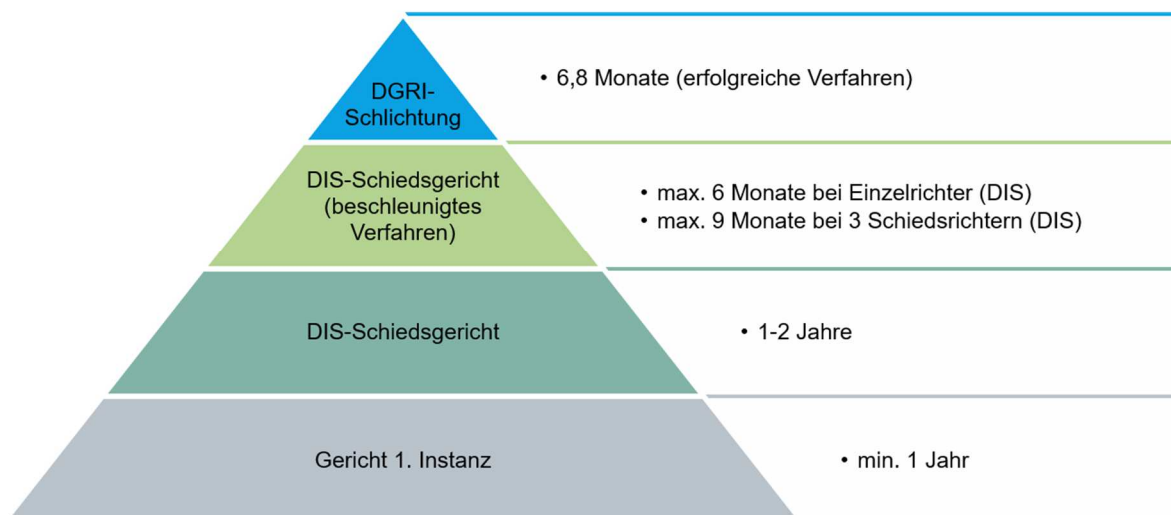 DGRI-
Schlichtung
• 6,8 Monate (erfolgreiche Verfahren)
DIS-Schiedsgericht
(beschleunigtes
Verfahren)
• max. 6 Monate bei Einzelrichter (DIS)
• max. 9 Monate bei 3 Schiedsrichtern (DIS)
DIS-Schiedsgericht
• 1-2 Jahre
Gericht 1. Instanz
• min. 1 Jahr